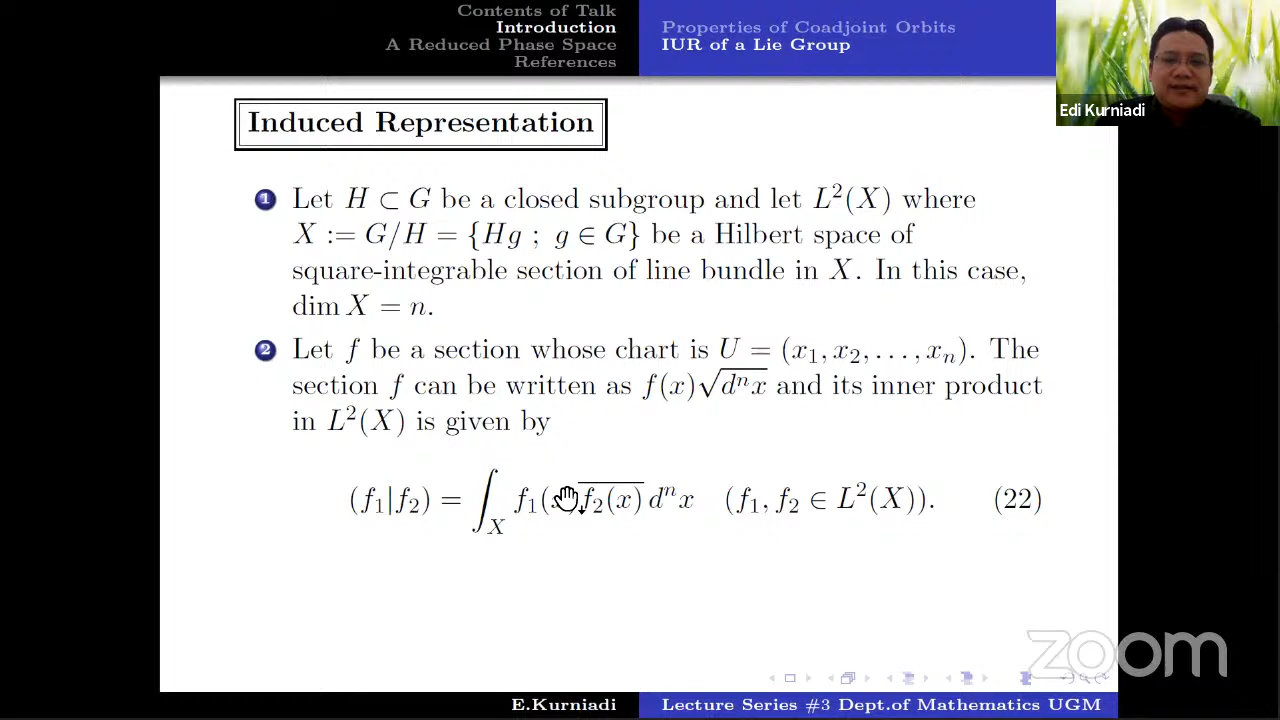 Contents of Talk
Introduction
A Reduced Phase Space
References
Properties of Coadjoint Orbits
IUR of a Lie Group
Edi Kurniadi
Induced Representation
1 Let H ⊂ G be a closed subgroup and let L²(X) where
X := G/H = {Hg ; g ∈ G} be a Hilbert space of
square-integrable section of line bundle in X. In this case,
dim X = n.
2 Let f be a section whose chart is U = (x₁, x₂, . . . , xₙ). The
section f can be written as f(x)√(dⁿx) and its inner product
in L²(X) is given by
(f₁|f₂) = ∫_X f₁(x) \overline{f₂(x)} dⁿx (f₁, f₂ ∈ L²(X)). (22)
zoom
E.Kurniadi
Lecture Series #3 Dept.of Mathematics UGM